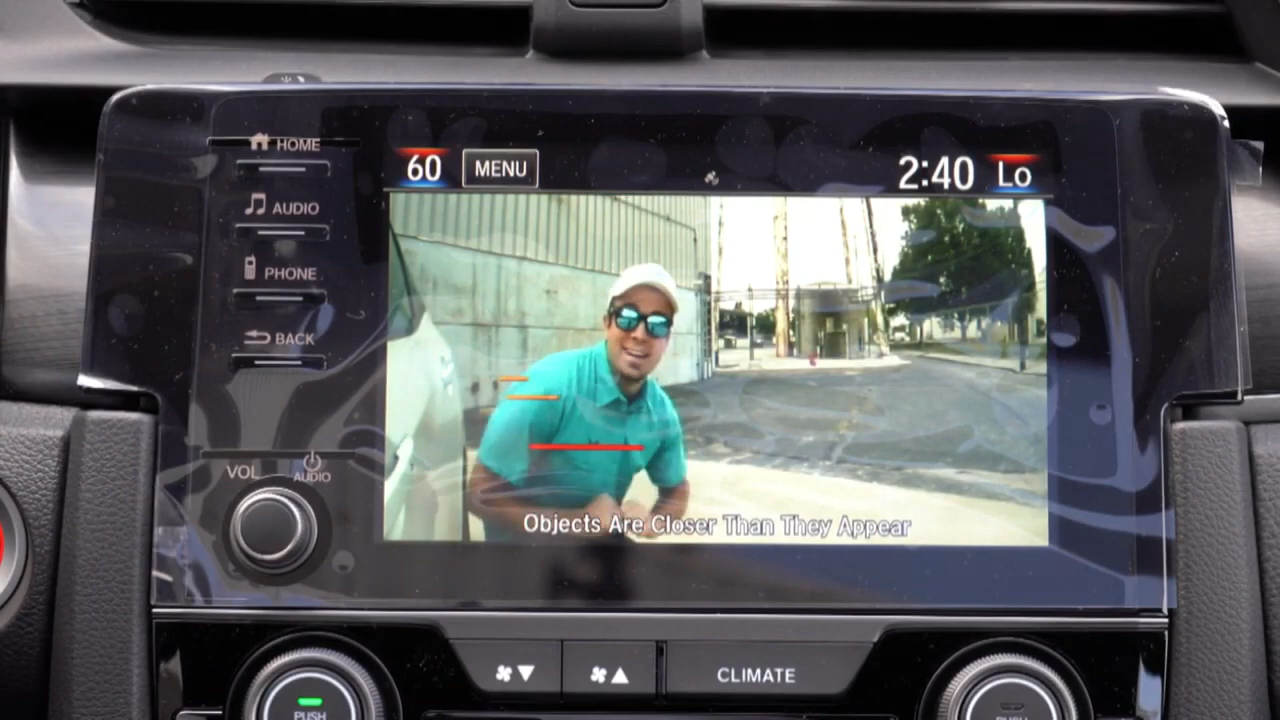 HOME
60
MENU
2:40
Lo
AUDIO
PHONE
BACK
VOL
AUDIO
Objects Are Closer Than They Appear
CLIMATE
PUSH
PUSH